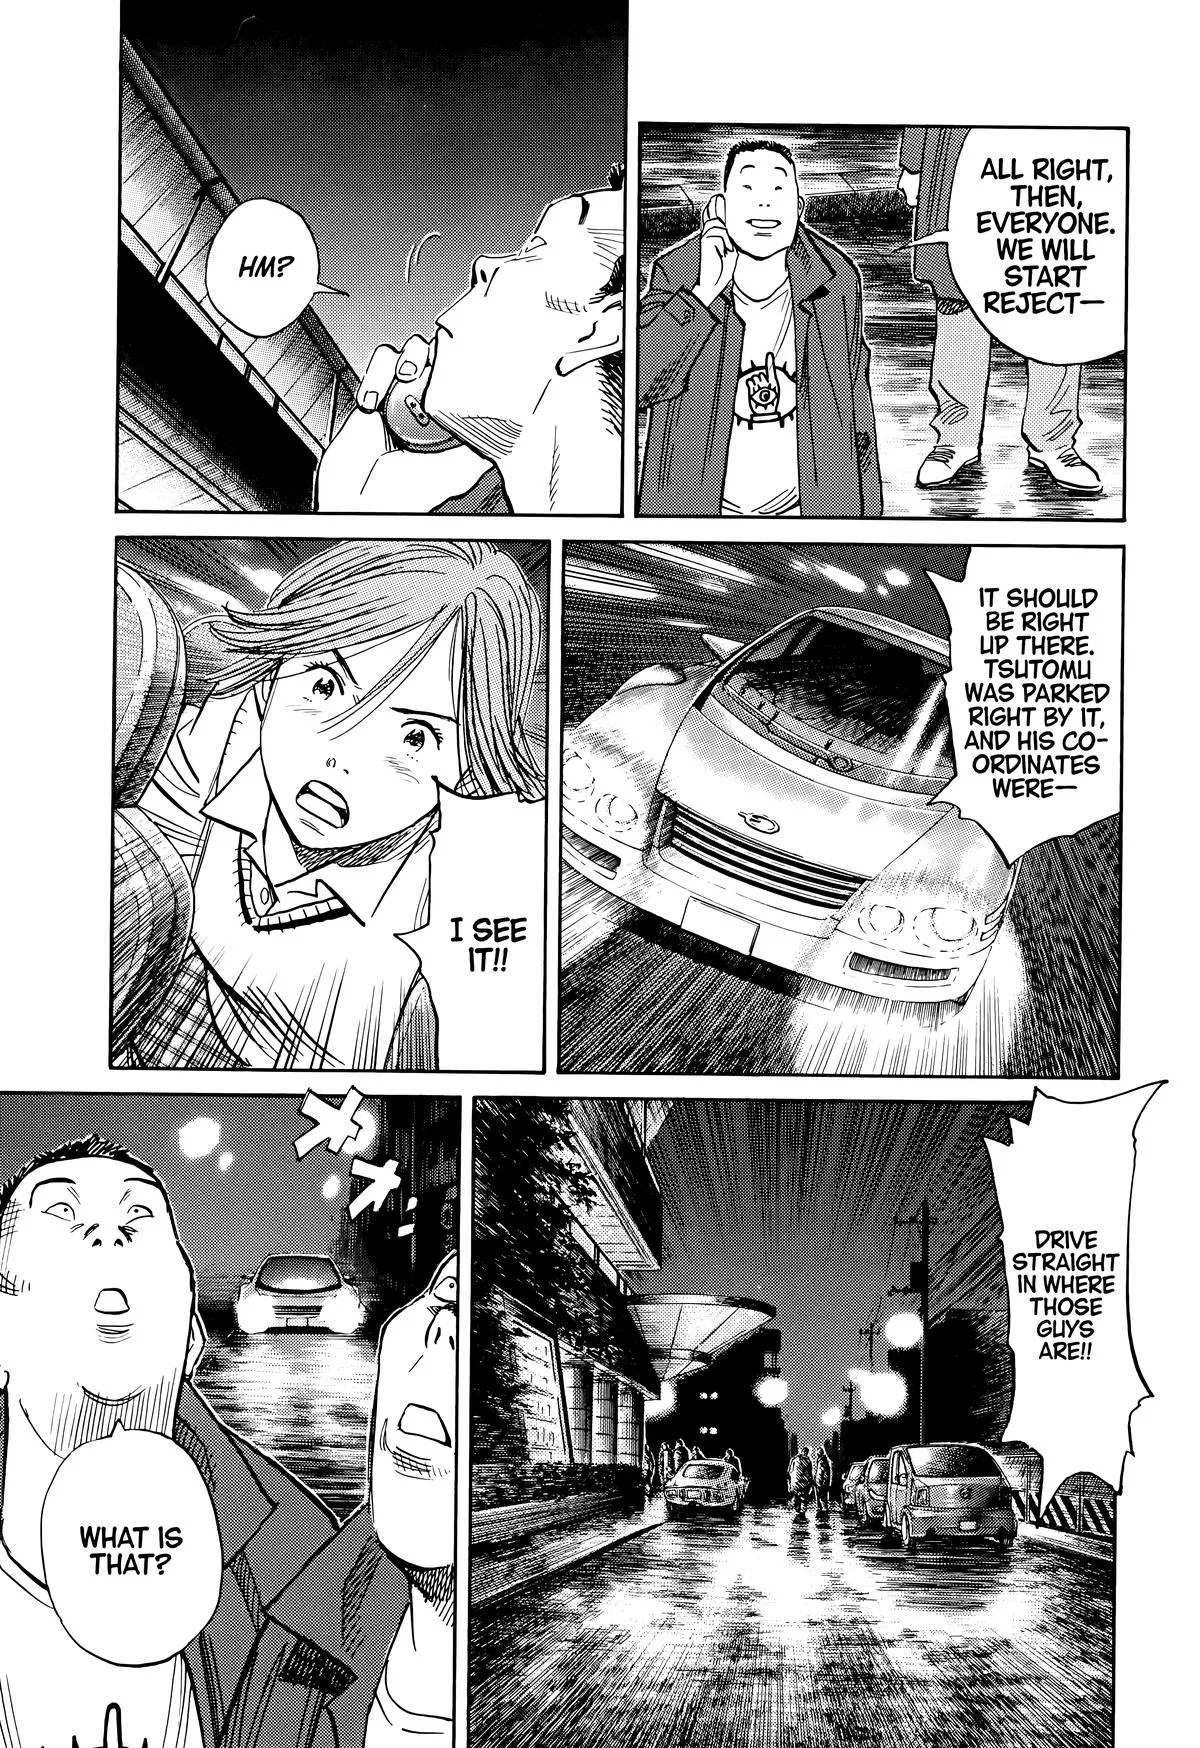 ALL RIGHT,
THEN,
EVERYONE.
WE WILL
START
REJECT—
HM?
IT SHOULD
BE RIGHT
UP THERE.
TSUTOMU
WAS PARKED
RIGHT BY IT,
AND HIS CO-
ORDINATES
WERE—
I SEE
IT!!
DRIVE
STRAIGHT
IN WHERE
THOSE
GUYS
ARE!!
WHAT IS
THAT?